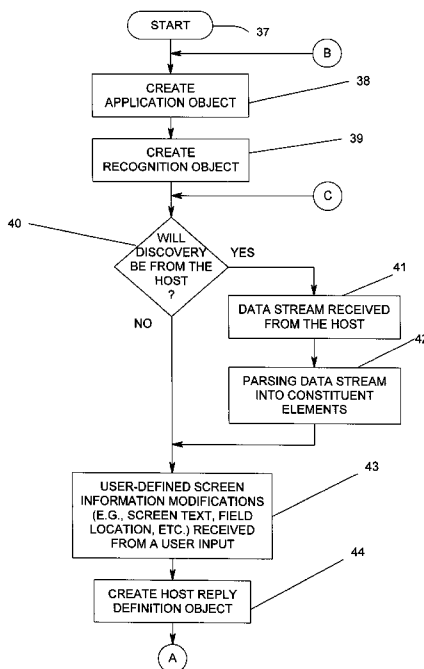 START
37
B
CREATE
APPLICATION OBJECT
38
CREATE
RECOGNITION OBJECT
39
C
40
WILL
DISCOVERY
BE FROM THE
HOST
?
YES
NO
41
DATA STREAM RECEIVED
FROM THE HOST
42
PARSING DATA STREAM
INTO CONSTITUENT
ELEMENTS
43
USER-DEFINED SCREEN
INFORMATION MODIFICATIONS
(E.G., SCREEN TEXT, FIELD
LOCATION, ETC.) RECEIVED
FROM A USER INPUT
44
CREATE HOST REPLY
DEFINITION OBJECT
A